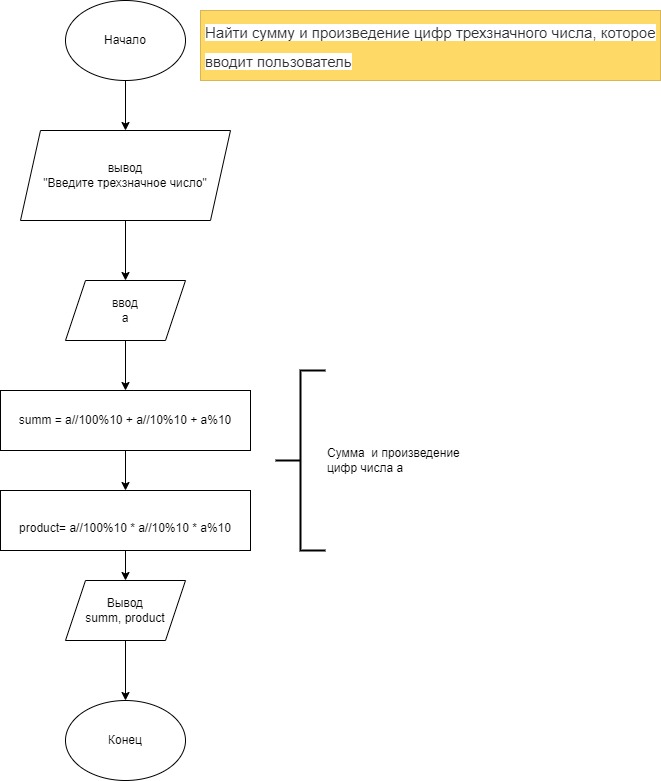 Начало
Найти сумму и произведение цифр трехзначного числа, которое
вводит пользователь
вывод
"Введите трехзначное число"
ввод
a
summ = a//100%10 + a//10%10 + a%10
Сумма и произведение
цифр числа a
product= a//100%10 * a//10%10 * a%10
Вывод
summ, product
Конец